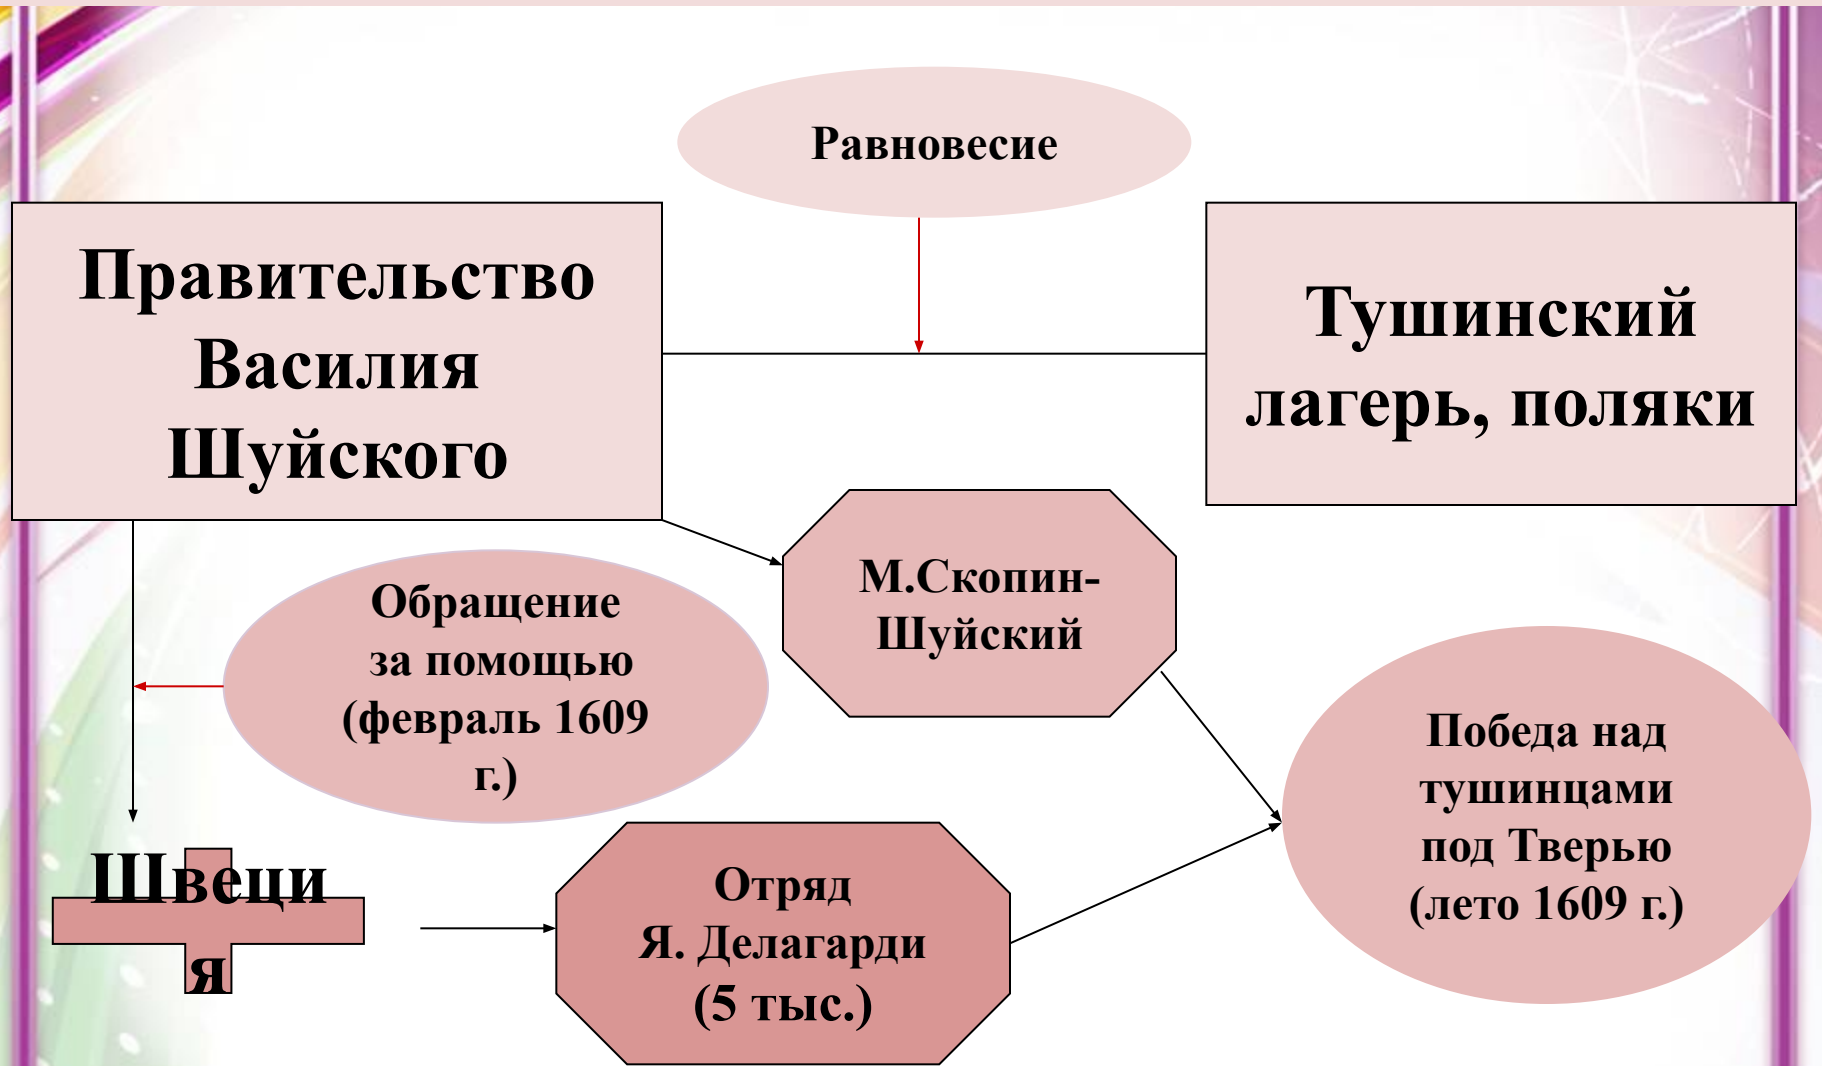 Равновесие
Правительство
Василия
Шуйского
Тушинский
лагерь, поляки
М.Скопин-
Шуйский
Обращение
за помощью
(февраль 1609
г.)
Победа над
тушинцами
под Тверью
(лето 1609 г.)
Швеци
я
Отряд
Я. Делагарди
(5 тыс.)